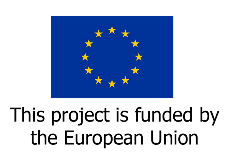 This project is funded by
the European Union